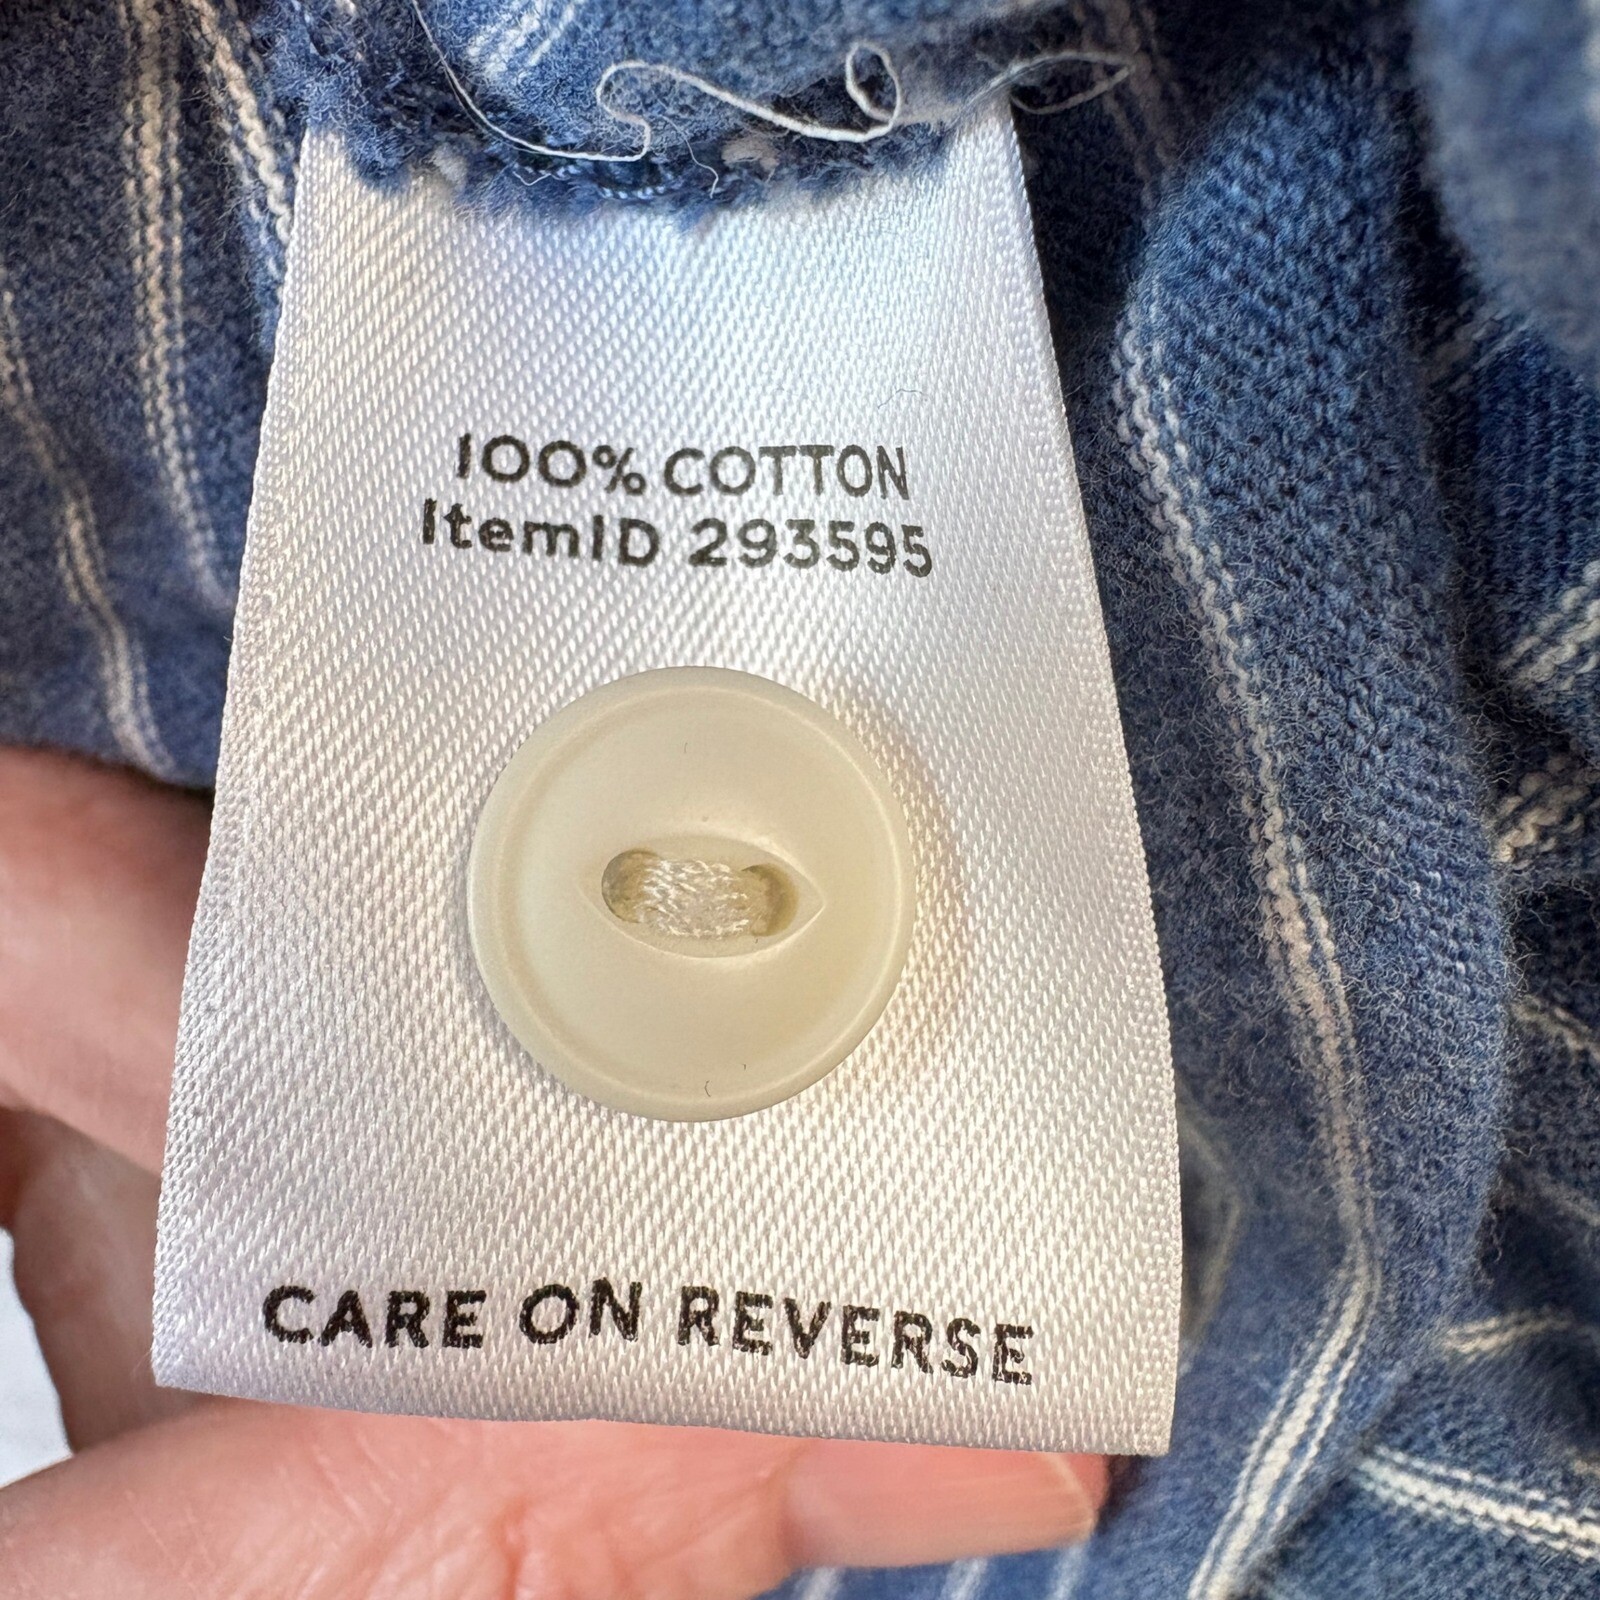 100% COTTON
ItemID 293595
CARE ON REVERSE